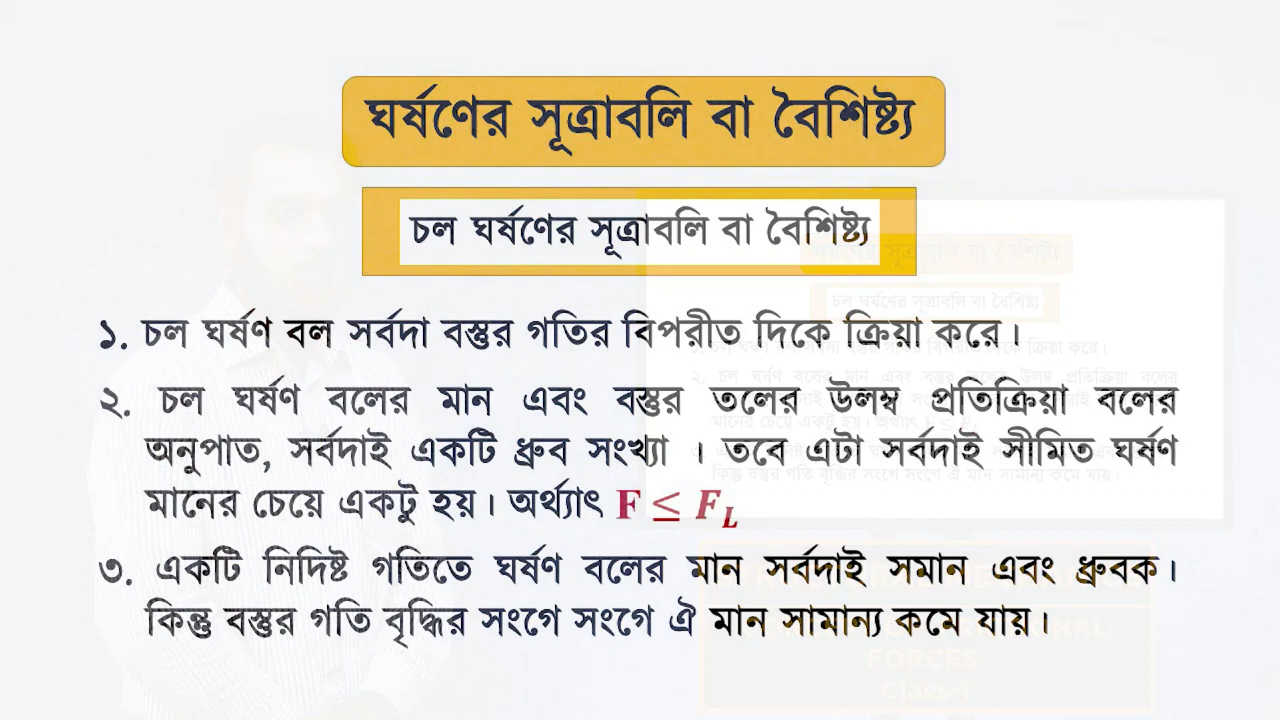 ঘর্ষণের সূত্রাবলি বা বৈশিষ্ট্য
চল ঘর্ষণের সূত্রাবলি বা বৈশিষ্ট্য
১. চল ঘর্ষণ বল সর্বদা বস্তুর গতির বিপরীত দিকে ক্রিয়া করে।
২. চল ঘর্ষণ বলের মান এবং বস্তুর তলের উলম্ব প্রতিক্রিয়া বলের
অনুপাত, সর্বদাই একটি ধ্রুব সংখ্যা । তবে এটা সর্বদাই সীমিত ঘর্ষণ
মানের চেয়ে একটু হয়। অর্থ্যাৎ F ≤ F_L
৩. একটি নিদিষ্ট গতিতে ঘর্ষণ বলের মান সর্বদাই সমান এবং ধ্রুবক।
কিন্তু বস্তুর গতি বৃদ্ধির সংগে সংগে ঐ মান সামান্য কমে যায়।
FORCES
Class-1